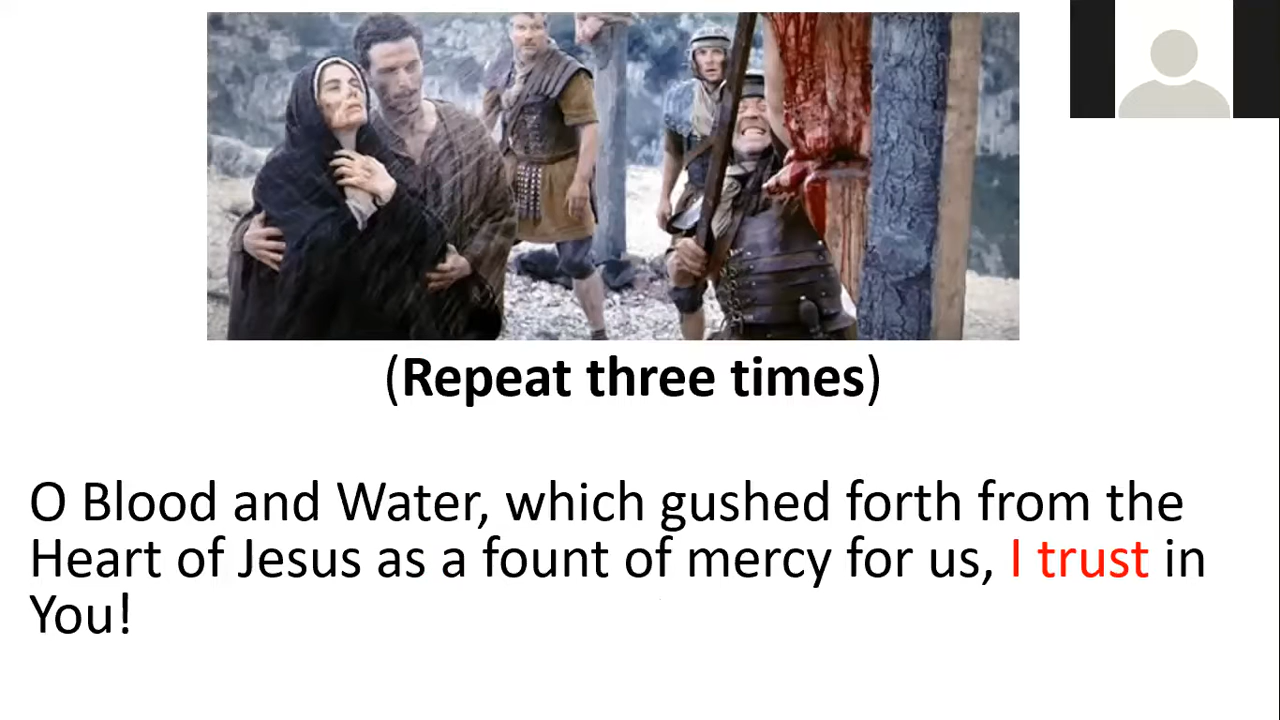 (Repeat three times)
O Blood and Water, which gushed forth from the
Heart of Jesus as a fount of mercy for us, I trust in
You!